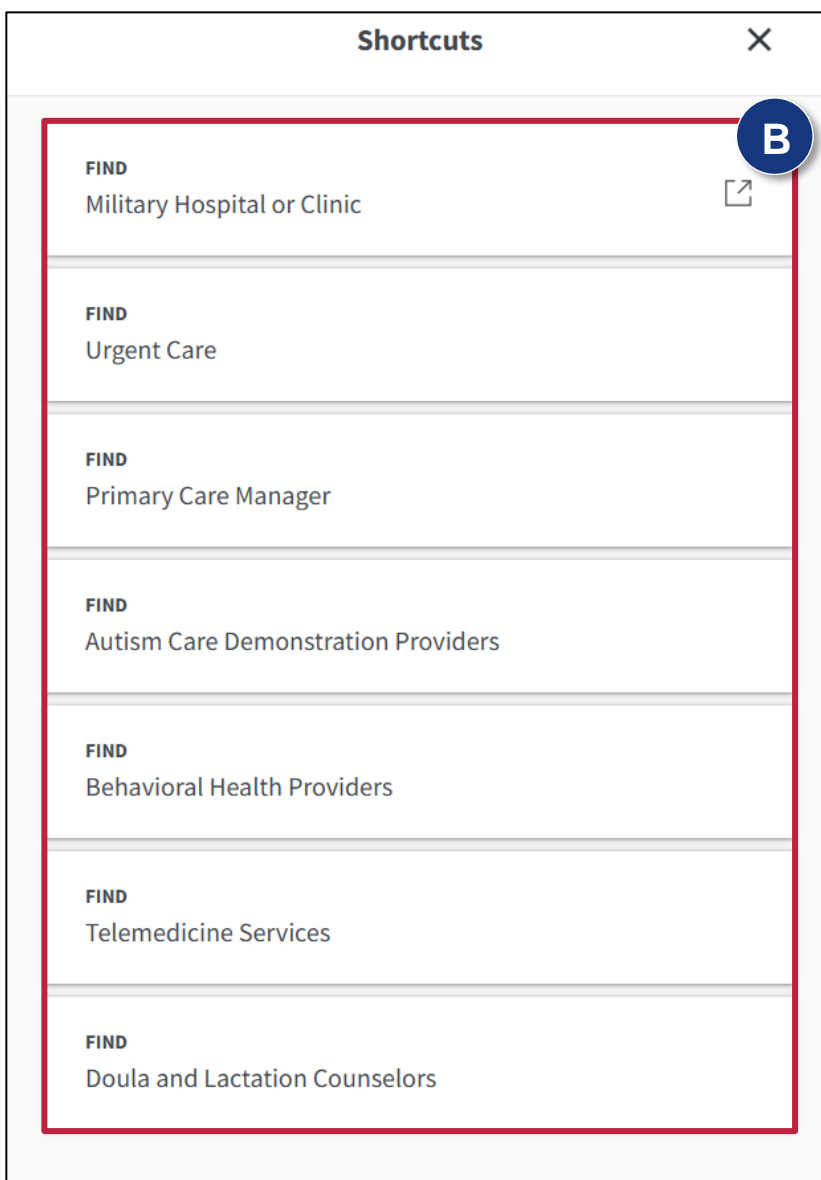 Shortcuts
B
FIND
Military Hospital or Clinic
FIND
Urgent Care
FIND
Primary Care Manager
FIND
Autism Care Demonstration Providers
FIND
Behavioral Health Providers
FIND
Telemedicine Services
FIND
Doula and Lactation Counselors